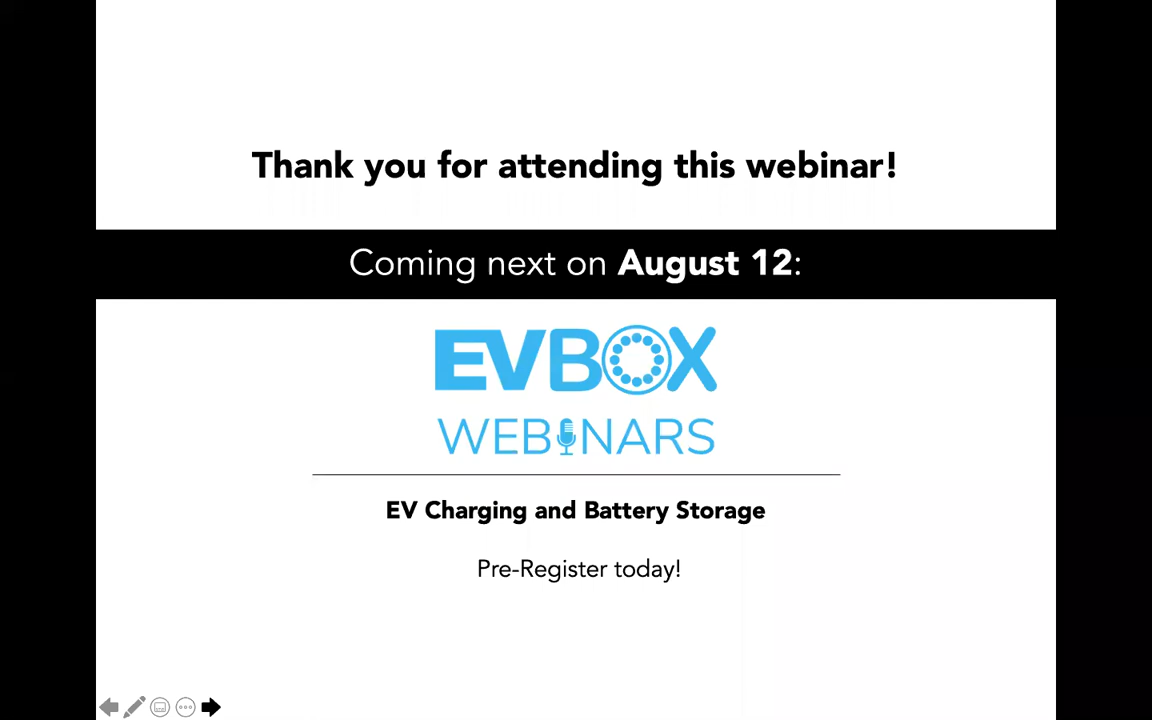 Thank you for attending this webinar!
Coming next on August 12:
EVBOX
WEBINARS
EV Charging and Battery Storage
Pre-Register today!